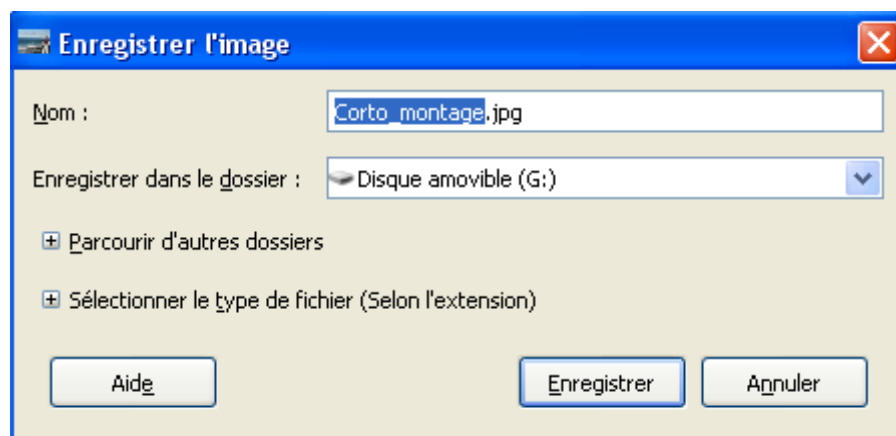 Enregistrer l'image
Nom :
Corto_montage.jpg
Enregistrer dans le dossier :
Disque amovible (G:)
Parcourir d'autres dossiers
Sélectionner le type de fichier (Selon l'extension)
Aide
Enregistrer
Annuler